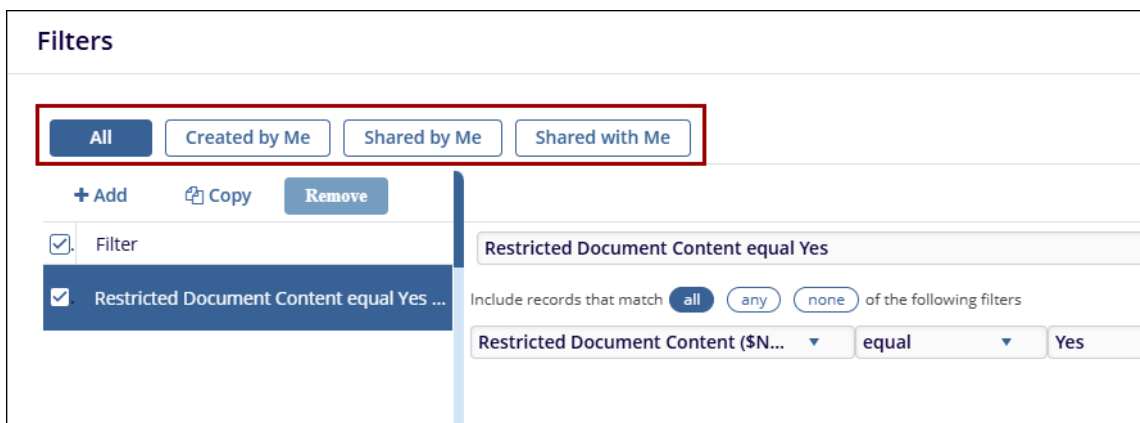 Filters
All Created by Me Shared by Me Shared with Me
+ Add Copy Remove
Filter
Restricted Document Content equal Yes
Restricted Document Content equal Yes ...
Include records that match all any none of the following filters
Restricted Document Content ($N... equal Yes